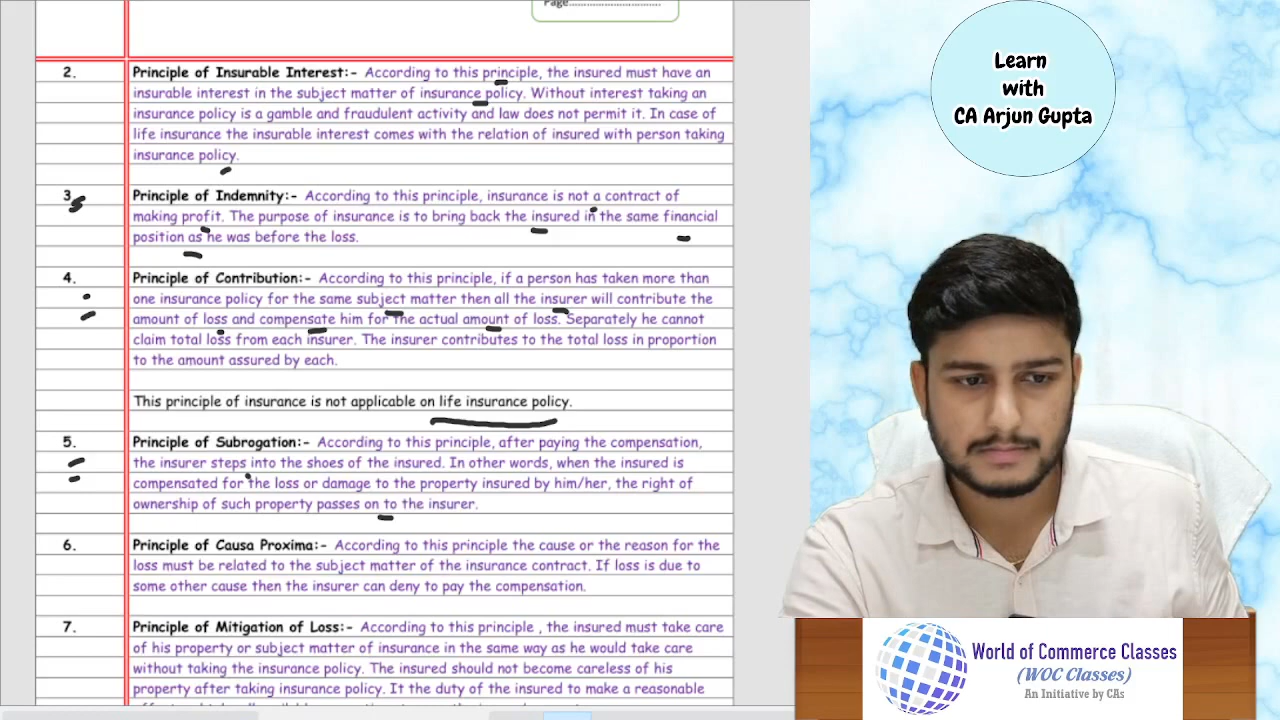 Page
2. Principle of Insurable Interest:- According to this principle, the insured must have an
insurable interest in the subject matter of insurance policy. Without interest taking an
insurance policy is a gamble and fraudulent activity and law does not permit it. In case of
life insurance the insurable interest comes with the relation of insured with person taking
insurance policy.
3. Principle of Indemnity:- According to this principle, insurance is not a contract of
making profit. The purpose of insurance is to bring back the insured in the same financial
position as he was before the loss.
4. Principle of Contribution:- According to this principle, if a person has taken more than
one insurance policy for the same subject matter then all the insurer will contribute the
amount of loss and compensate him for the actual amount of loss. Separately he cannot
claim total loss from each insurer. The insurer contributes to the total loss in proportion
to the amount assured by each.
This principle of insurance is not applicable on life insurance policy.
5. Principle of Subrogation:- According to this principle, after paying the compensation,
the insurer steps into the shoes of the insured. In other words, when the insured is
compensated for the loss or damage to the property insured by him/her, the right of
ownership of such property passes on to the insurer.
6. Principle of Causa Proxima:- According to this principle the cause or the reason for the
loss must be related to the subject matter of the insurance contract. If loss is due to
some other cause then the insurer can deny to pay the compensation.
7. Principle of Mitigation of Loss:- According to this principle , the insured must take care
of his property or subject matter of insurance in the same way as he would take care
without taking the insurance policy. The insured should not become careless of his
property after taking insurance policy. It the duty of the insured to make a reasonable
Learn
with
CA Arjun Gupta
World of Commerce Classes
(WOC Classes)
An Initiative by CAs